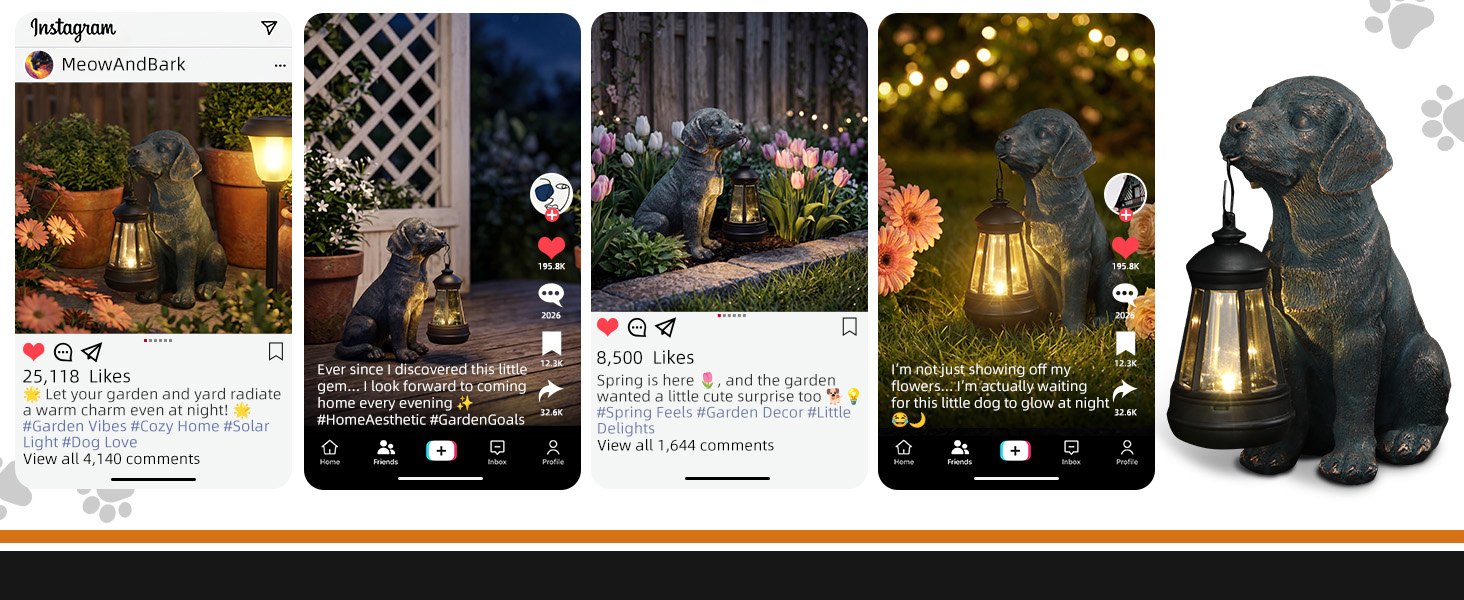 Instagram
MeowAndBark
25,118 Likes
🌟 Let your garden and yard radiate
a warm charm even at night! 🌟
#Garden Vibes #Cozy Home #Solar
Light #Dog Love
View all 4,140 comments
195.8K
2026
12.3K
32.6K
Ever since I discovered this little
gem... I look forward to coming
home every evening ✨
#HomeAesthetic #GardenGoals
Home
Friends
Inbox
Profile
8,500 Likes
Spring is here 🌷, and the garden
wanted a little cute surprise too 🐕💡
#Spring Feels #Garden Decor #Little
Delights
View all 1,644 comments
195.8K
2026
12.3K
32.6K
I'm not just showing off my
flowers... I'm actually waiting
for this little dog to glow at night
😂🌙
Home
Friends
Inbox
Profile